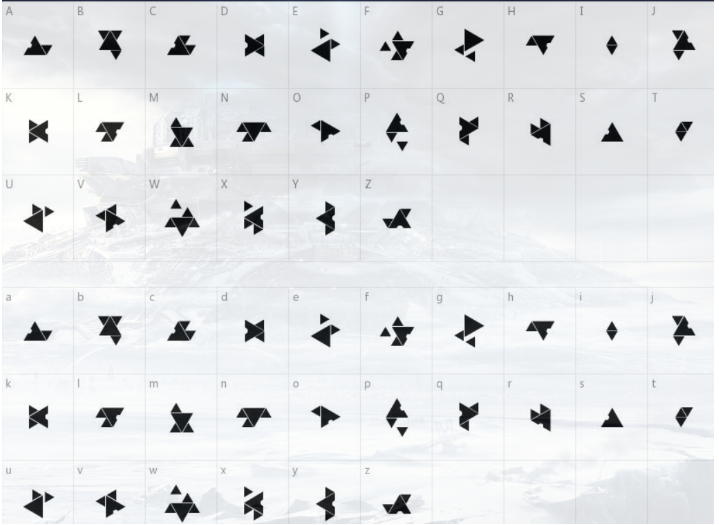 A B C D E F G H I J
K L M N O P Q R S T
U V W X Y Z
a b c d e f g h i j
k l m n o p q r s t
u v w x y z